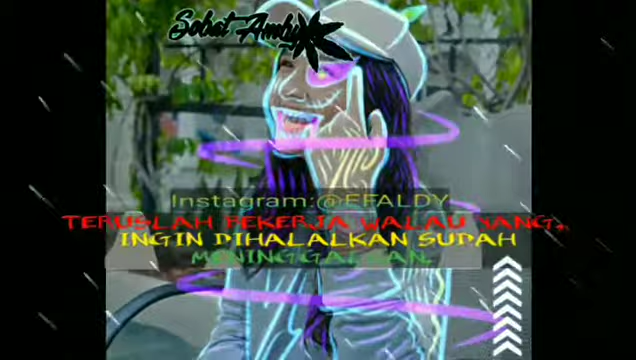 Sobat Ambyar
Instagram:@EFALDY
TERUSLAH BEKERJA WALAU YANG.
INGIN DIHALALKAN SUDAH
MENINGGALKAN.